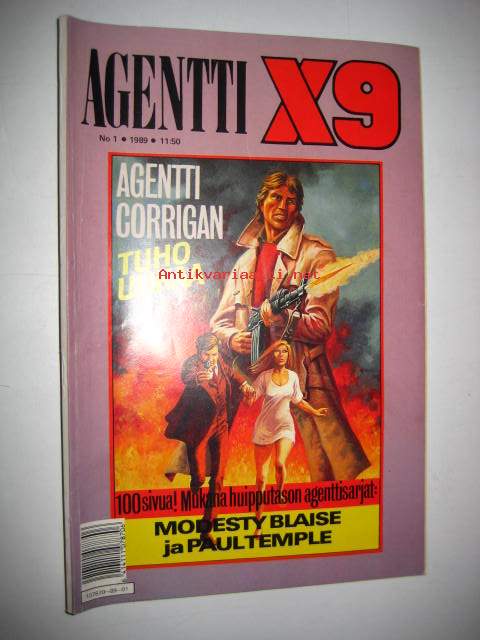 AGENTTI X9
No 1 • 1989 • 11:50
AGENTTI
CORRIGAN
TUHO
Antikvariaatti.net
100 sivua! Mukana huipputason agenttisarjat:
MODESTY BLAISE
ja PAUL TEMPLE